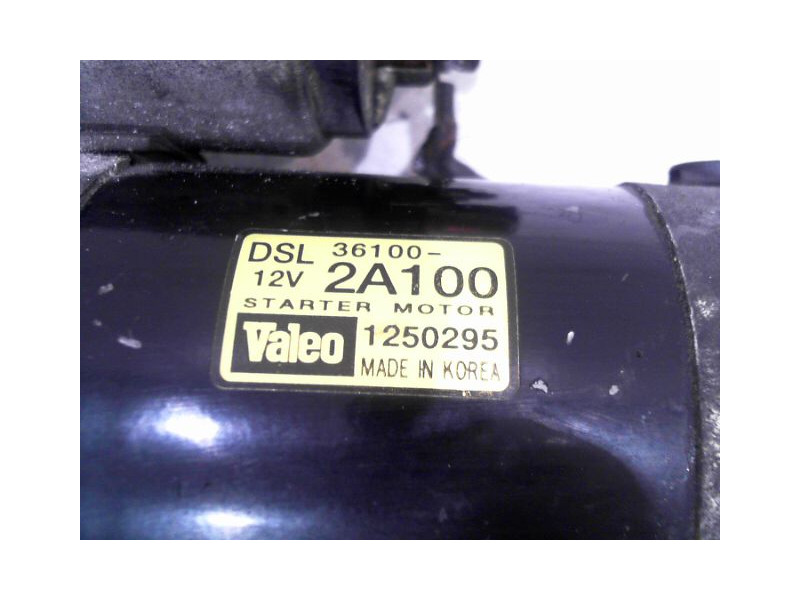 DSL 36100-
12V 2A100
STARTER MOTOR
Valeo 1250295
MADE IN KOREA